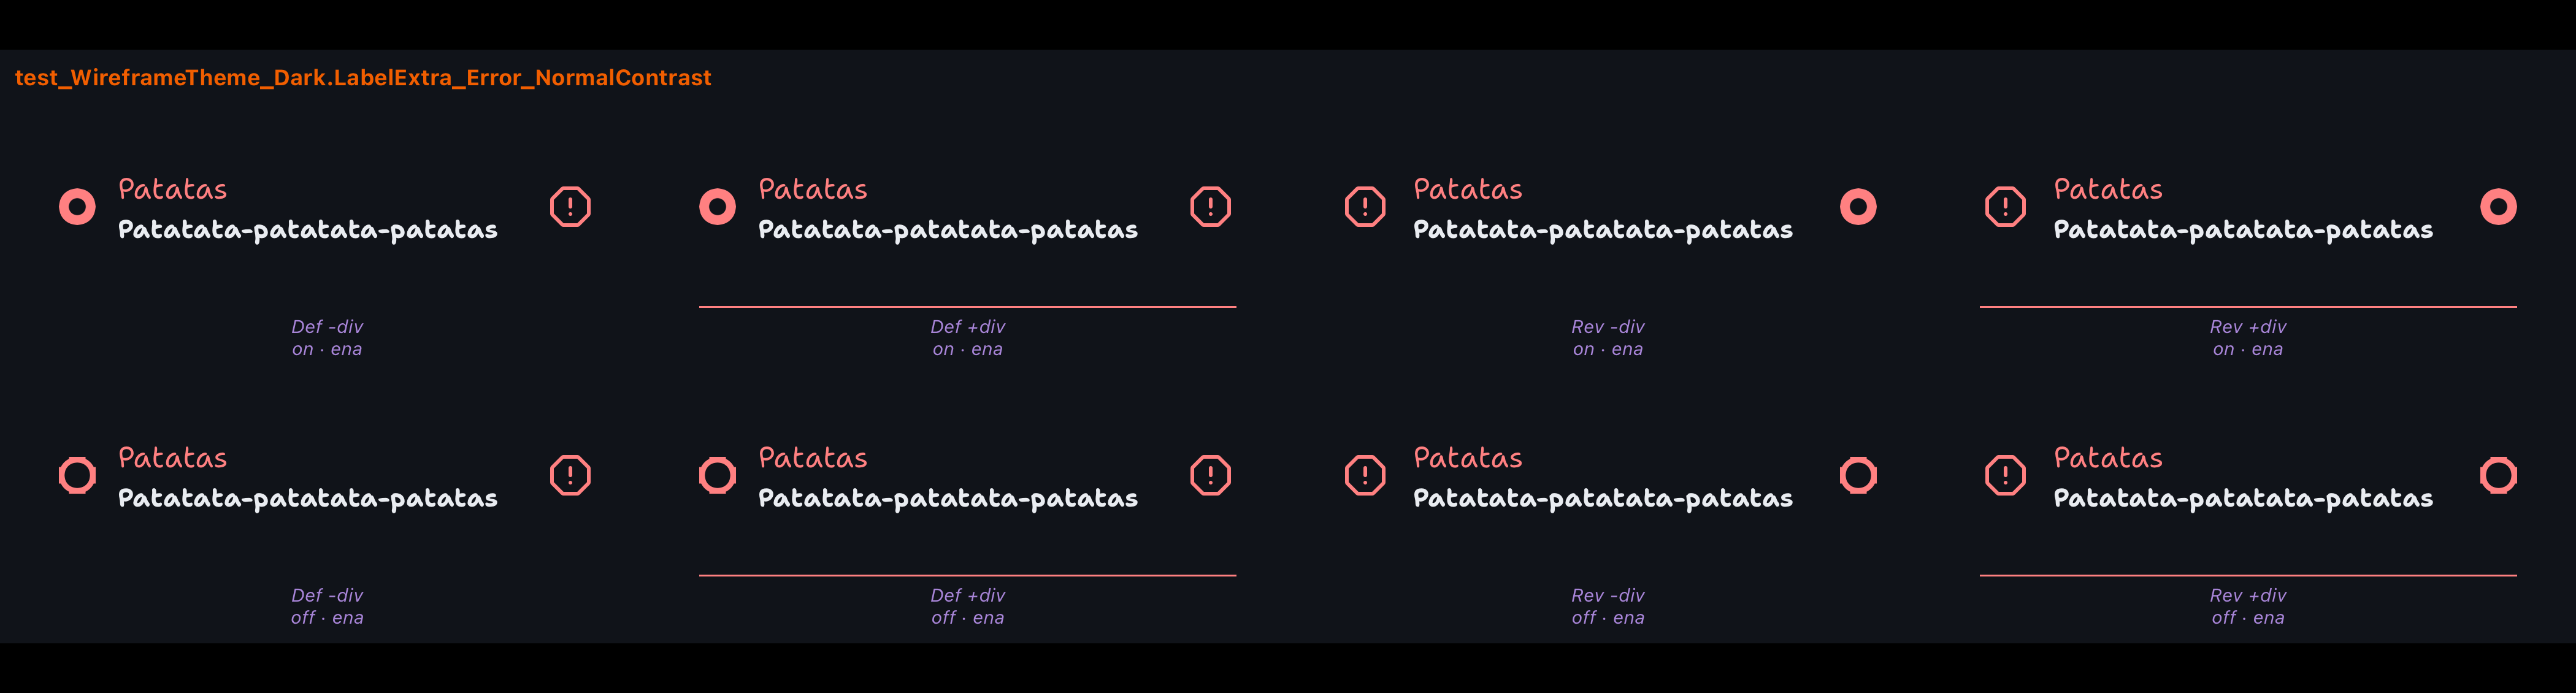 test_WireframeTheme_Dark.LabelExtra_Error_NormalContrast
Patatas
Patatata-patatata-patatas
Def -div
on · ena
Patatas
Patatata-patatata-patatas
Def +div
on · ena
Patatas
Patatata-patatata-patatas
Rev -div
on · ena
Patatas
Patatata-patatata-patatas
Rev +div
on · ena
Patatas
Patatata-patatata-patatas
Def -div
off · ena
Patatas
Patatata-patatata-patatas
Def +div
off · ena
Patatas
Patatata-patatata-patatas
Rev -div
off · ena
Patatas
Patatata-patatata-patatas
Rev +div
off · ena